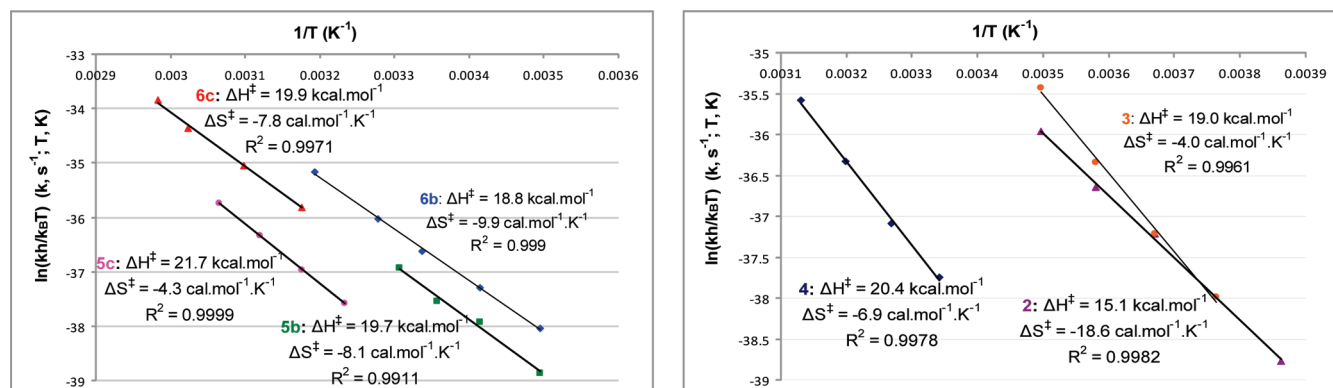 1/T (K⁻¹)
-33
0.0029 0.003 0.0031 0.0032 0.0033 0.0034 0.0035 0.0036
-34
-35
-36
-37
-38
-39
ln(kh/kBT) (k, s⁻¹; T, K)
6c: ΔH‡ = 19.9 kcal.mol⁻¹
ΔS‡ = -7.8 cal.mol⁻¹.K⁻¹
R² = 0.9971
6b: ΔH‡ = 18.8 kcal.mol⁻¹
ΔS‡ = -9.9 cal.mol⁻¹.K⁻¹
R² = 0.999
5c: ΔH‡ = 21.7 kcal.mol⁻¹
ΔS‡ = -4.3 cal.mol⁻¹.K⁻¹
R² = 0.9999
5b: ΔH‡ = 19.7 kcal.mol⁻¹
ΔS‡ = -8.1 cal.mol⁻¹.K⁻¹
R² = 0.9911
1/T (K⁻¹)
-35
0.0031 0.0032 0.0033 0.0034 0.0035 0.0036 0.0037 0.0038 0.0039
-35.5
-36
-36.5
-37
-37.5
-38
-38.5
-39
ln(kh/kBT) (k, s⁻¹; T, K)
3: ΔH‡ = 19.0 kcal.mol⁻¹
ΔS‡ = -4.0 cal.mol⁻¹.K⁻¹
R² = 0.9961
4: ΔH‡ = 20.4 kcal.mol⁻¹
ΔS‡ = -6.9 cal.mol⁻¹.K⁻¹
R² = 0.9978
2: ΔH‡ = 15.1 kcal.mol⁻¹
ΔS‡ = -18.6 cal.mol⁻¹.K⁻¹
R² = 0.9982